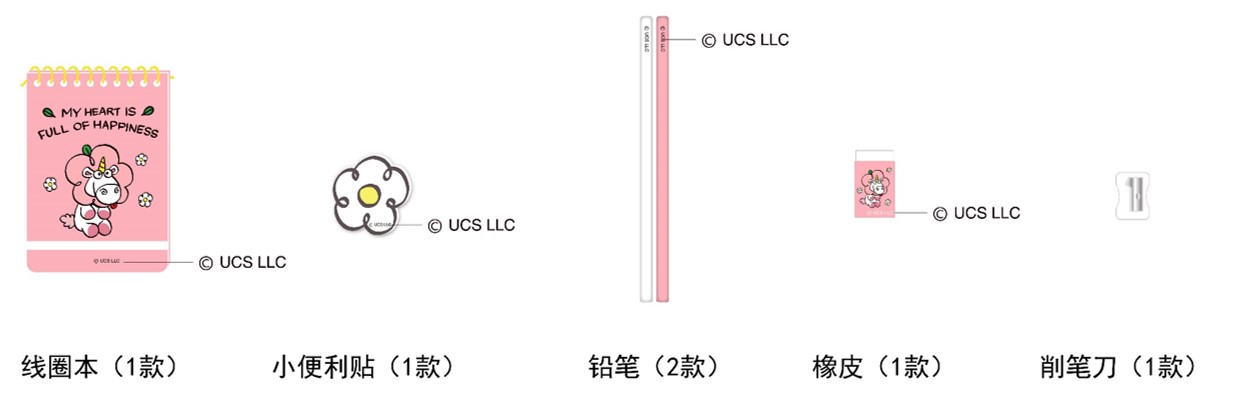 MY HEART IS
FULL OF HAPPINESS
© UCS LLC
© UCS LLC
© UCS LLC
© UCS LLC
© UCS LLC
© UCS LLC
© UCS LLC
© UCS LLC
© UCS LLC
© UCS LLC
线圈本（1款）
小便利贴（1款）
铅笔（2款）
橡皮（1款）
削笔刀（1款）